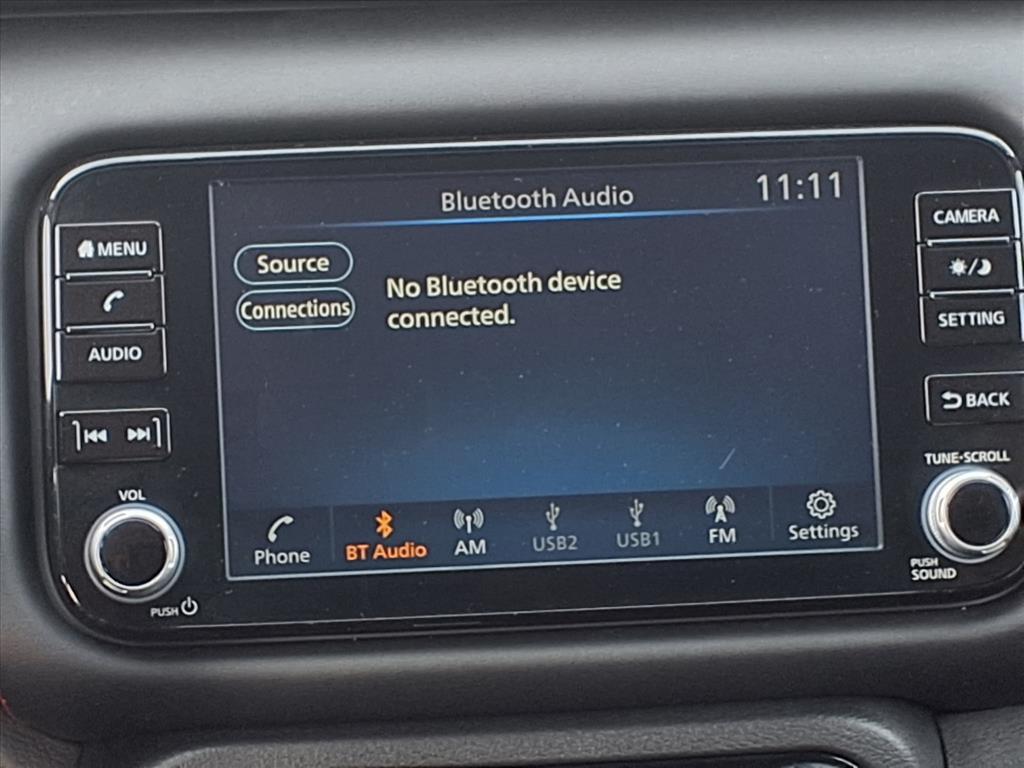 Bluetooth Audio
11:11
MENU
AUDIO
VOL
PUSH
Source
Connections
No Bluetooth device
connected.
Phone
BT Audio
AM
USB2
USB1
FM
Settings
CAMERA
/
SETTING
BACK
TUNE·SCROLL
PUSH
SOUND